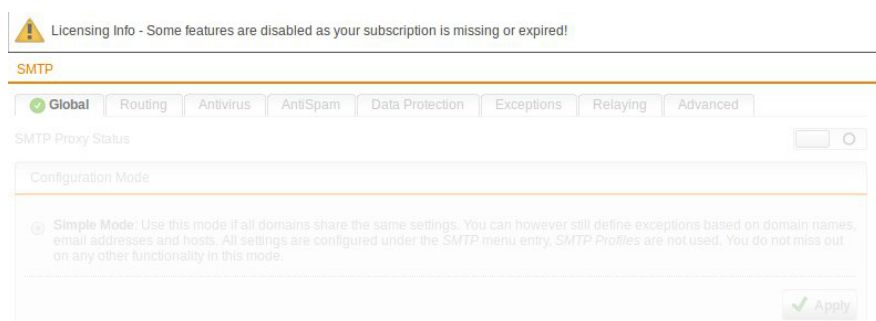 Licensing Info - Some features are disabled as your subscription is missing or expired!
SMTP
Global Routing Antivirus AntiSpam Data Protection Exceptions Relaying Advanced
SMTP Proxy Status
Configuration Mode
Simple Mode: Use this mode if all domains share the same settings. You can however still define exceptions based on domain names,
email addresses and hosts. All settings are configured under the SMTP menu entry, SMTP Profiles are not used. You do not miss out
on any other functionality in this mode.
Apply